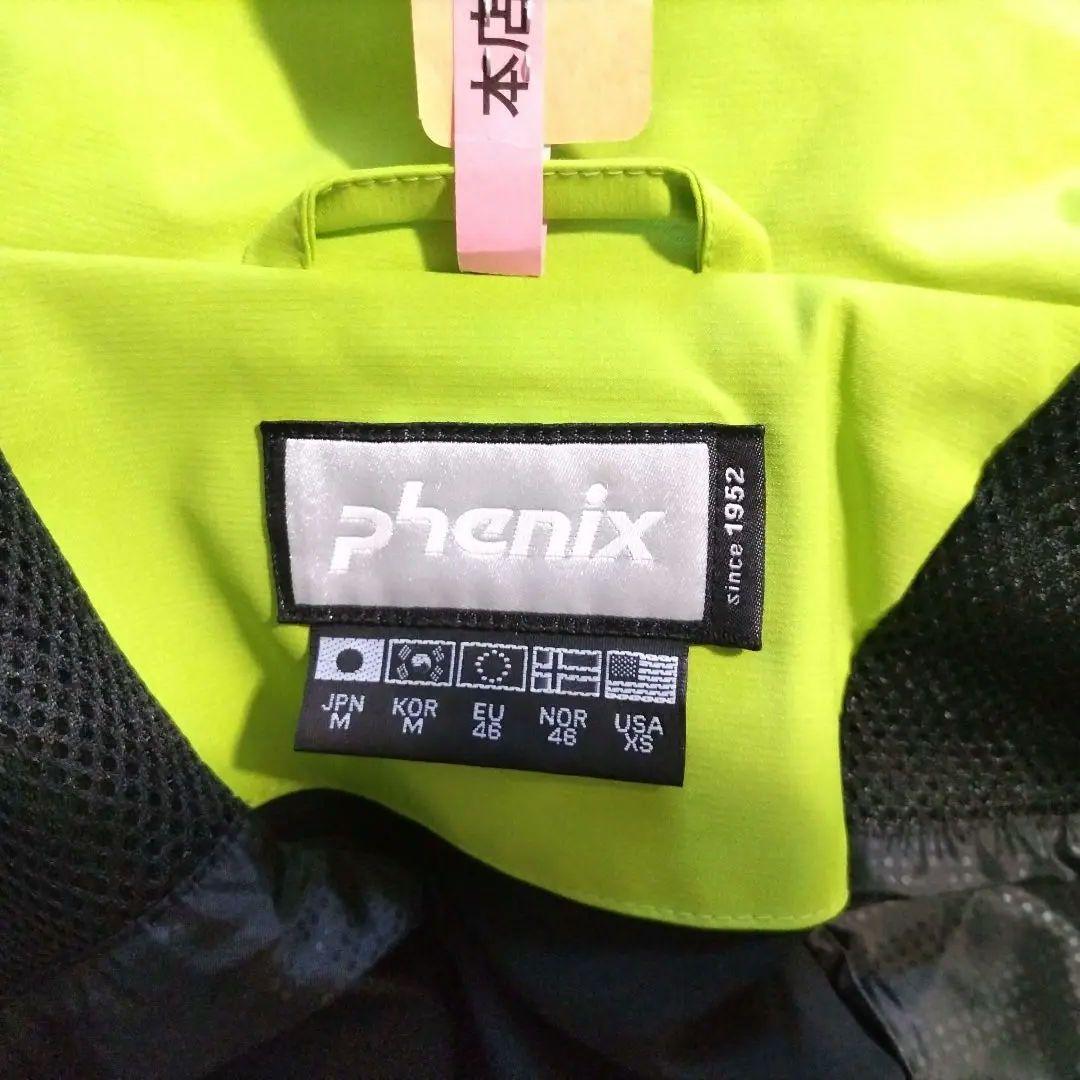 本店
phenix
since 1952
JPN KOR EU NOR USA
M M 46 46 XS